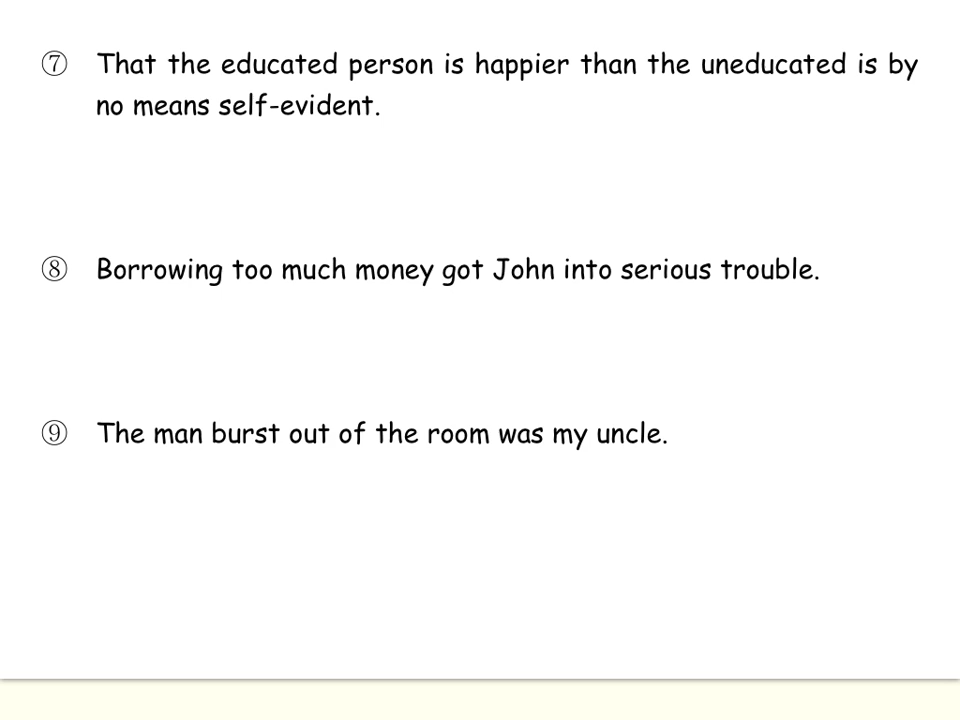 ⑦ That the educated person is happier than the uneducated is by
no means self-evident.
⑧ Borrowing too much money got John into serious trouble.
⑨ The man burst out of the room was my uncle.